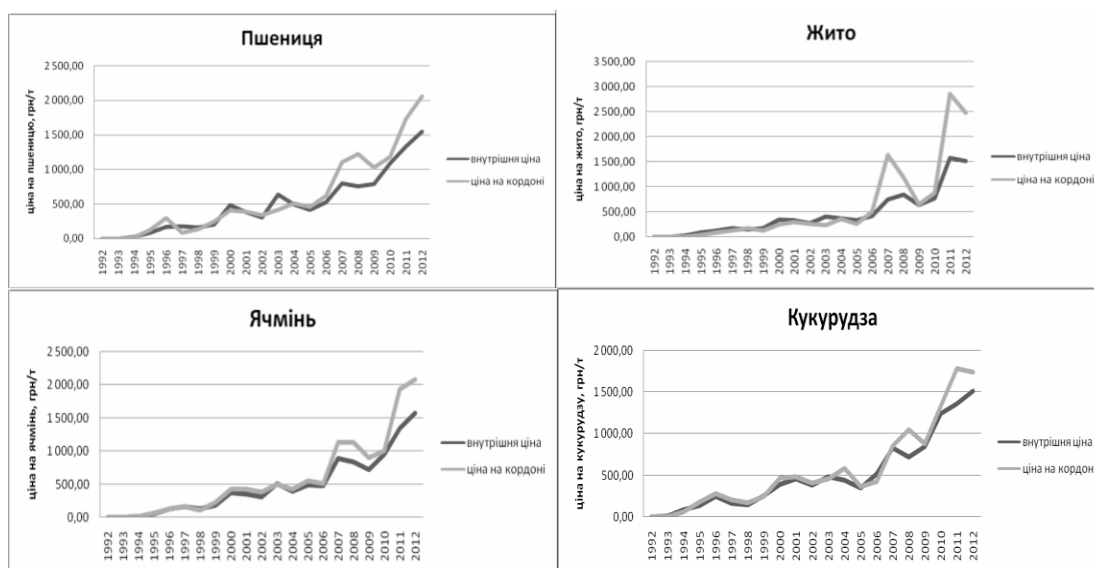 Пшениця
ціна на пшеницю, грн/т
2 500,00
2 000,00
1 500,00
1 000,00
500,00
0,00
1992 1993 1994 1995 1996 1997 1998 1999 2000 2001 2002 2003 2004 2005 2006 2007 2008 2009 2010 2011 2012
внутрішня ціна
ціна на кордоні
Жито
ціна на жито, грн/т
3 500,00
3 000,00
2 500,00
2 000,00
1 500,00
1 000,00
500,00
0,00
1992 1993 1994 1995 1996 1997 1998 1999 2000 2001 2002 2003 2004 2005 2006 2007 2008 2009 2010 2011 2012
внутрішня ціна
ціна на кордоні
Ячмінь
ціна на ячмінь, грн/т
2 500,00
2 000,00
1 500,00
1 000,00
500,00
0,00
1992 1993 1994 1995 1996 1997 1998 1999 2000 2001 2002 2003 2004 2005 2006 2007 2008 2009 2010 2011 2012
внутрішня ціна
ціна на кордоні
Кукурудза
ціна на кукурудзу, грн/т
2 000,00
1 500,00
1 000,00
500,00
0,00
1992 1993 1994 1995 1996 1997 1998 1999 2000 2001 2002 2003 2004 2005 2006 2007 2008 2009 2010 2011 2012
внутрішня ціна
ціна на кордоні